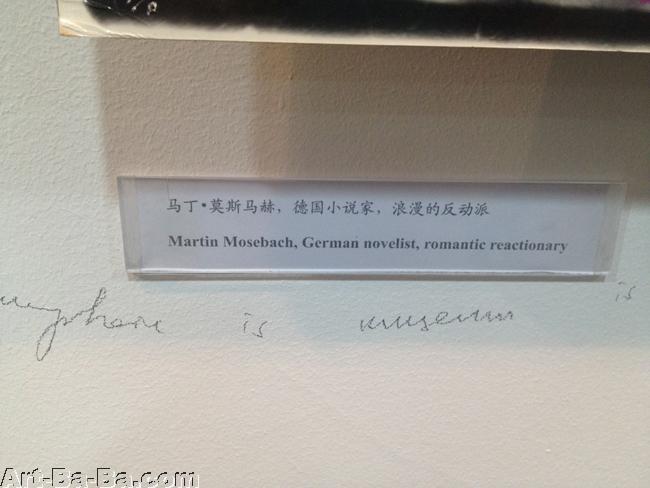 马丁•莫斯马赫，德国小说家，浪漫的反动派
Martin Mosebach, German novelist, romantic reactionary
is museum is
Art-Ba-Ba.com